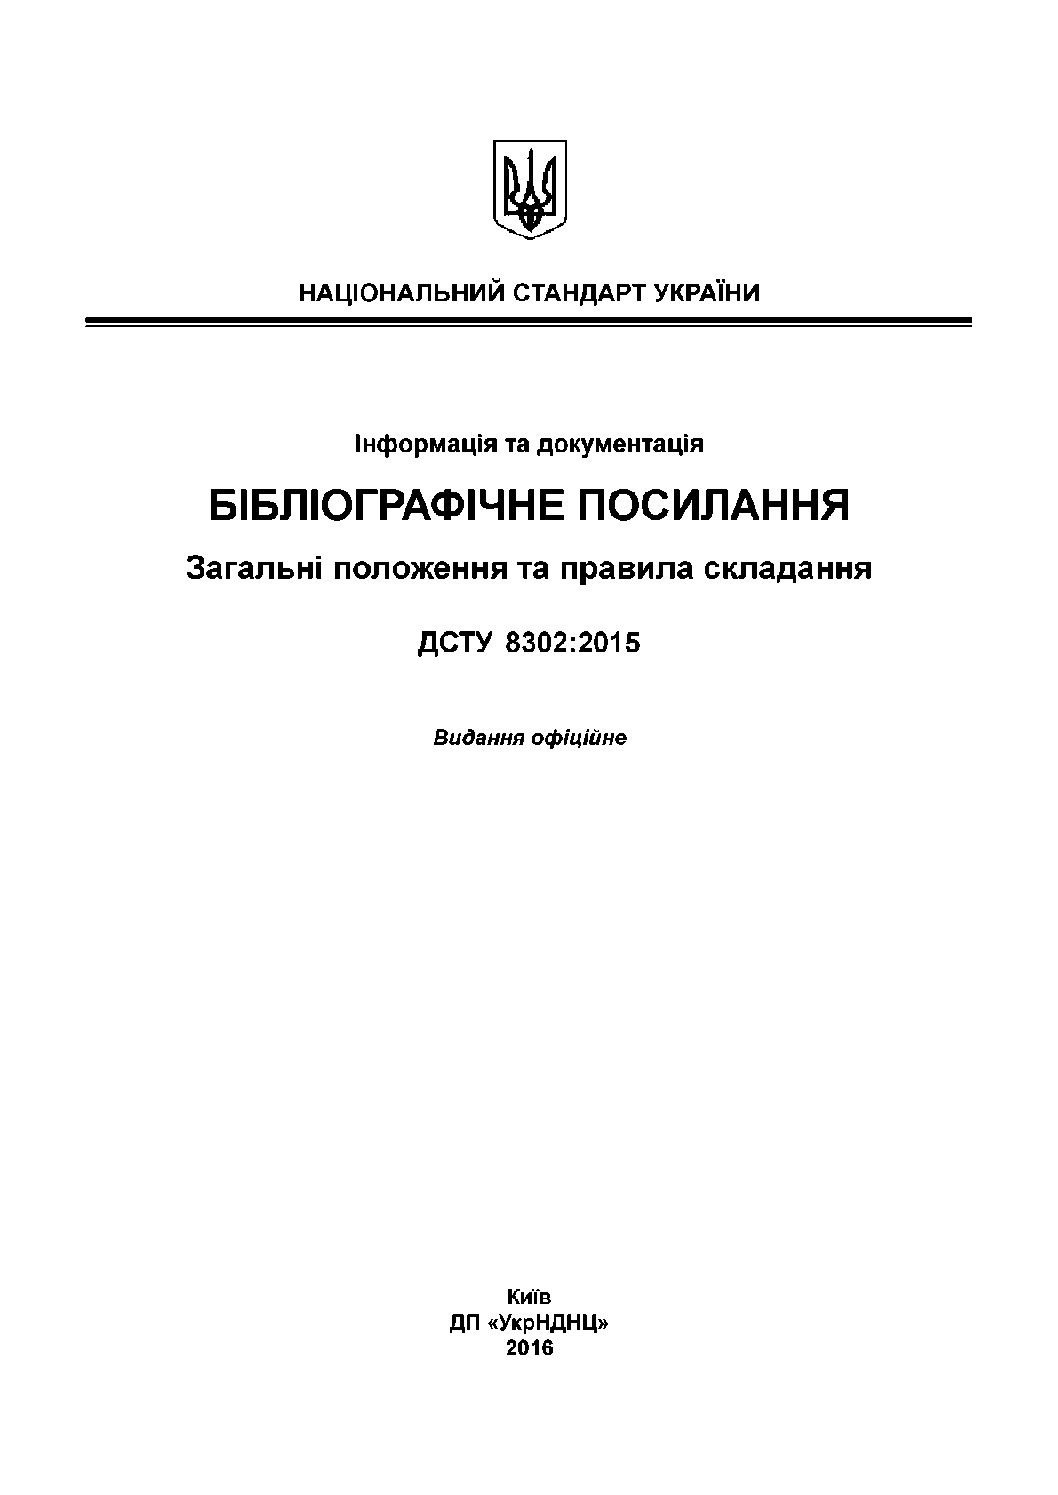 НАЦІОНАЛЬНИЙ СТАНДАРТ УКРАЇНИ
Інформація та документація
БІБЛІОГРАФІЧНЕ ПОСИЛАННЯ
Загальні положення та правила складання
ДСТУ 8302:2015
Видання офіційне
Київ
ДП «УкрНДНЦ»
2016